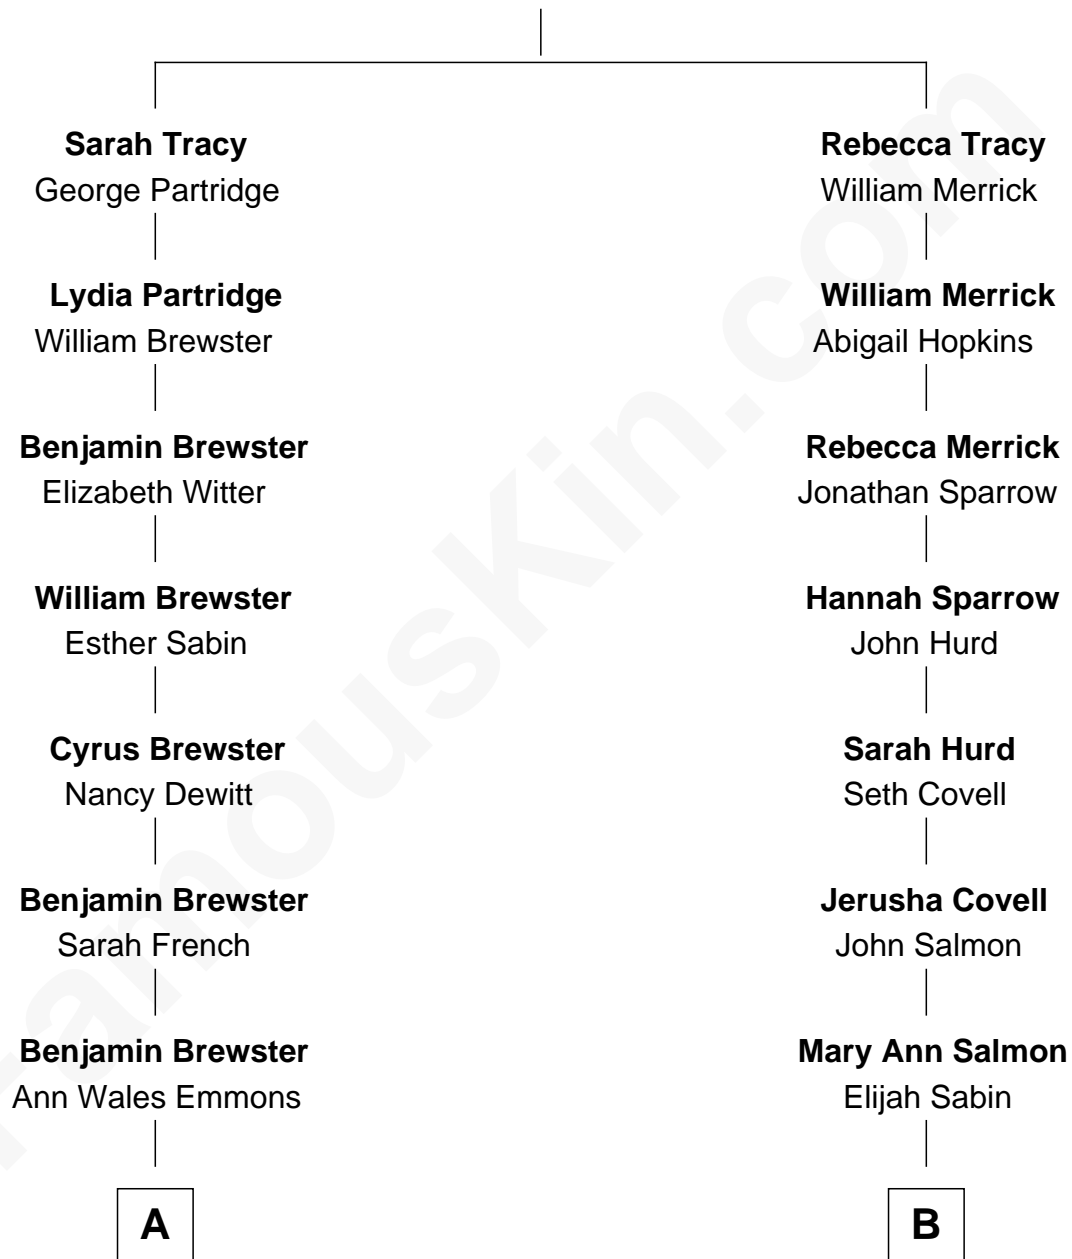 Sarah Tracy
George Partridge
Rebecca Tracy
William Merrick
Lydia Partridge
William Brewster
William Merrick
Abigail Hopkins
Benjamin Brewster
Elizabeth Witter
Rebecca Merrick
Jonathan Sparrow
William Brewster
Esther Sabin
Hannah Sparrow
John Hurd
Cyrus Brewster
Nancy Dewitt
Sarah Hurd
Seth Covell
Benjamin Brewster
Sarah French
Jerusha Covell
John Salmon
Benjamin Brewster
Ann Wales Emmons
Mary Ann Salmon
Elijah Sabin
A
B
FamousKin.com